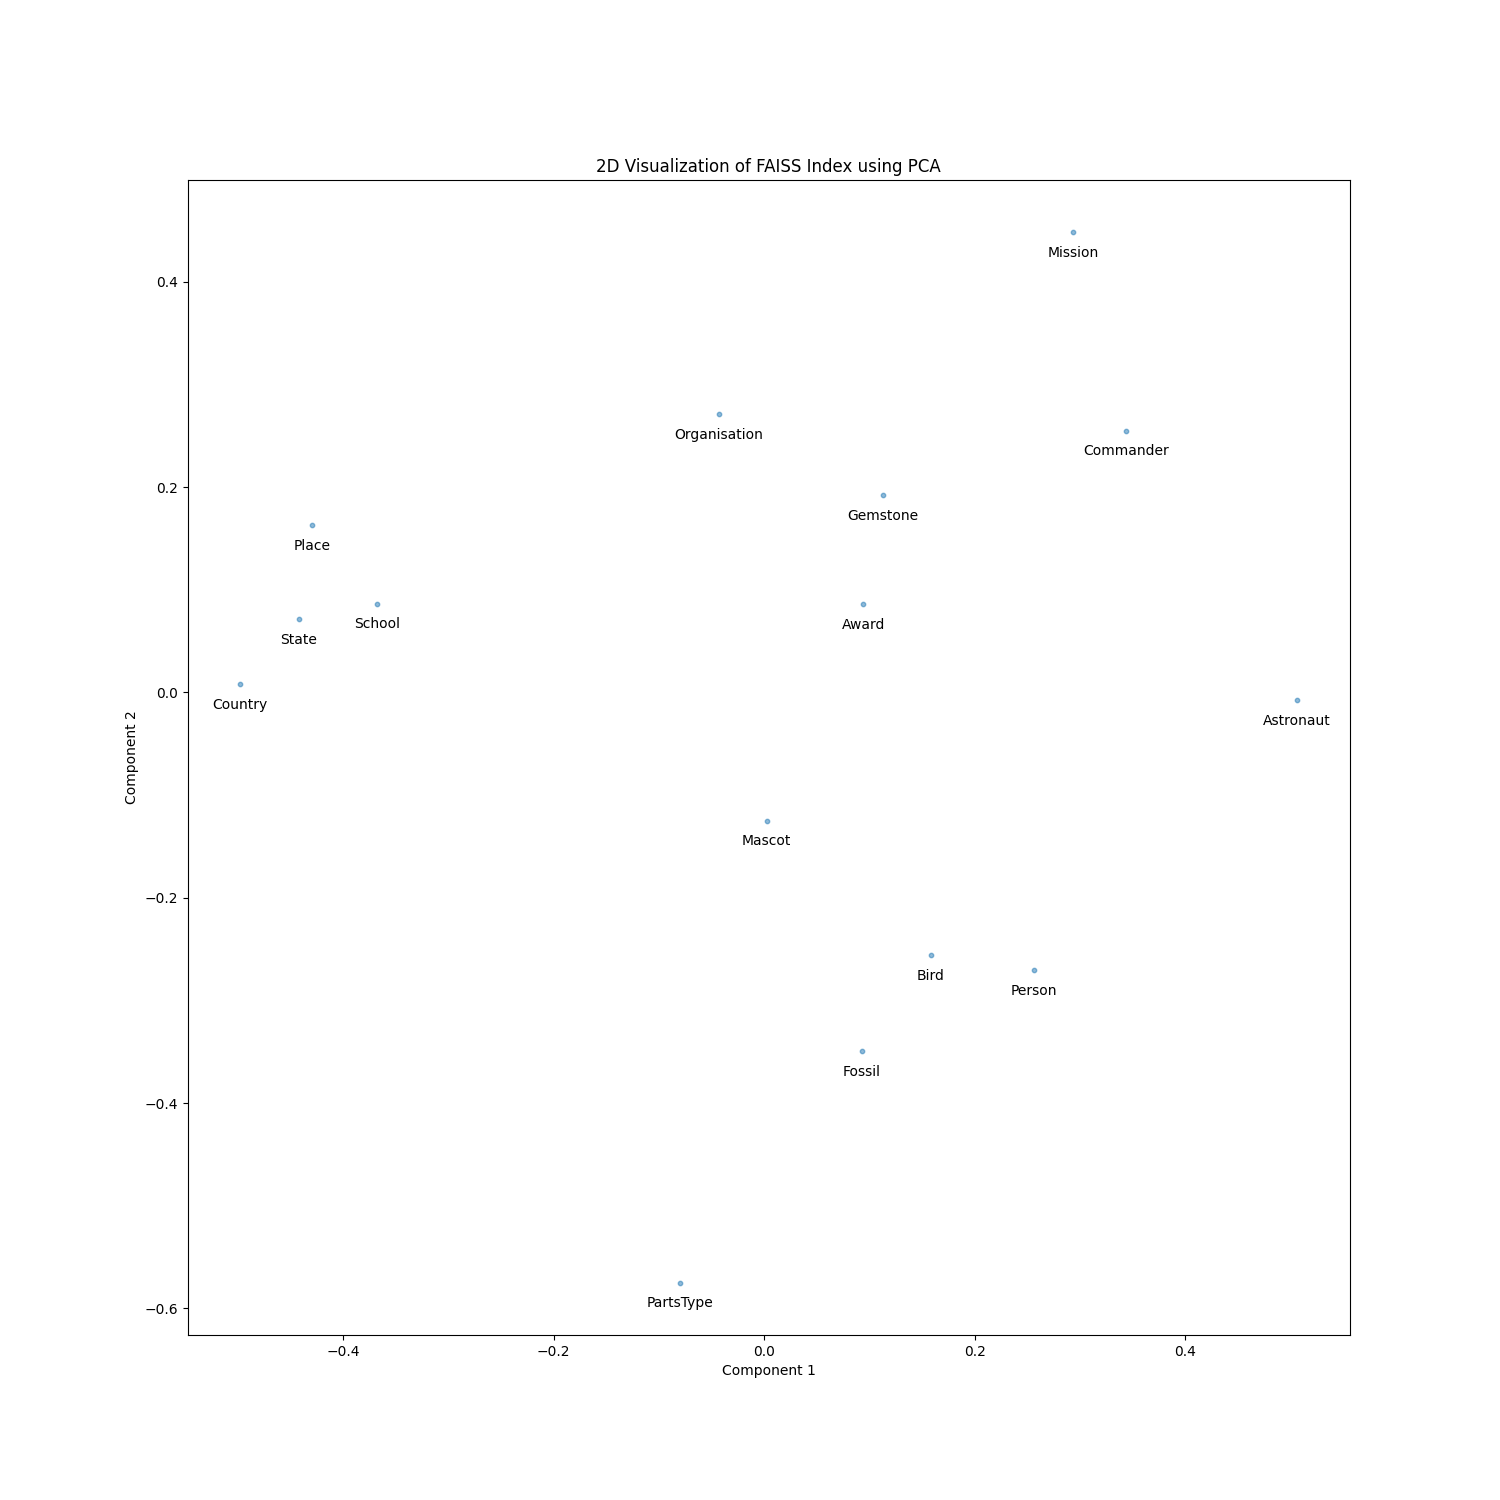 2D Visualization of FAISS Index using PCA
Mission
0.4
Organisation
Commander
0.2
Gemstone
Place
School
Award
State
0.0
Country
Astronaut
Component 2
Mascot
−0.2
Bird
Person
Fossil
−0.4
PartsType
−0.6
−0.4 −0.2 0.0 0.2 0.4
Component 1